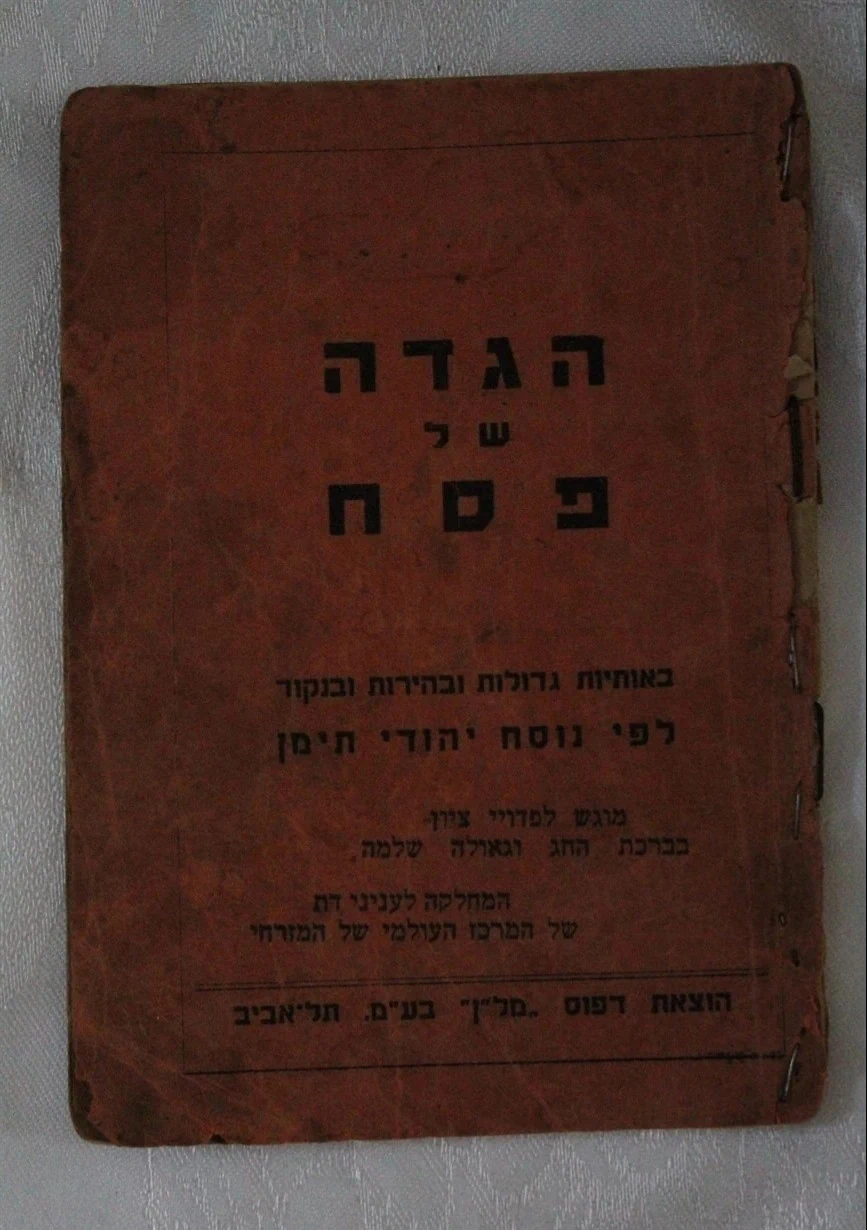 הגדה
של
פסח
באותיות גדולות ובהירות ובנקוד
לפי נוסח יהודי תימן
מוגש לפדויי ציון
בברכת החג וגאולה שלמה,
המחלקה לעניני דת
של המרכז העולמי של המזרחי
הוצאת דפוס „מל״ן״ בע״מ. תל־אביב